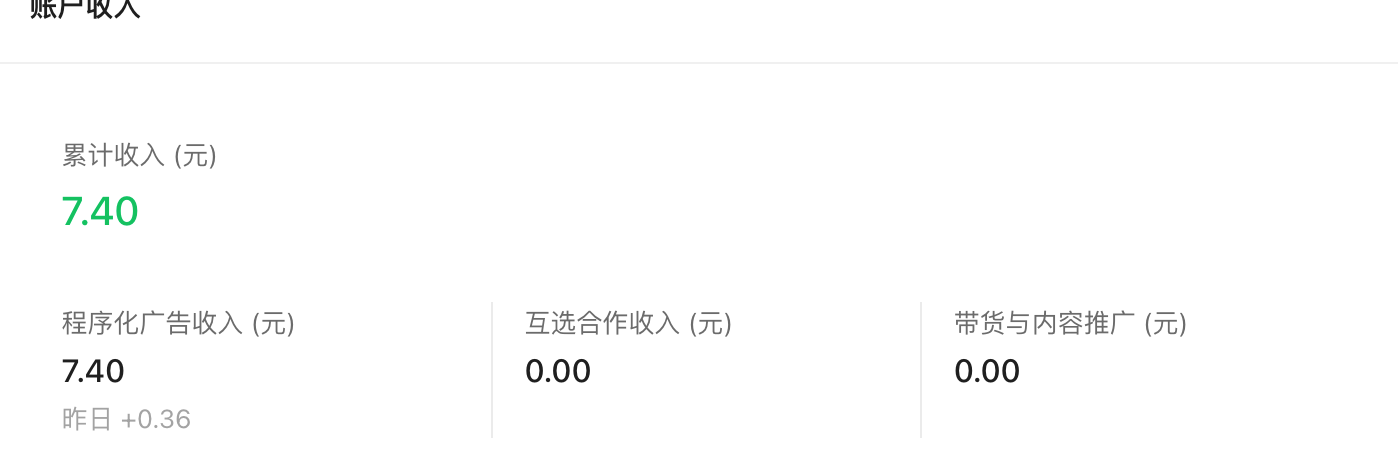 账户收入
累计收入 (元)
7.40
程序化广告收入 (元)
互选合作收入 (元)
带货与内容推广 (元)
7.40
0.00
0.00
昨日 +0.36